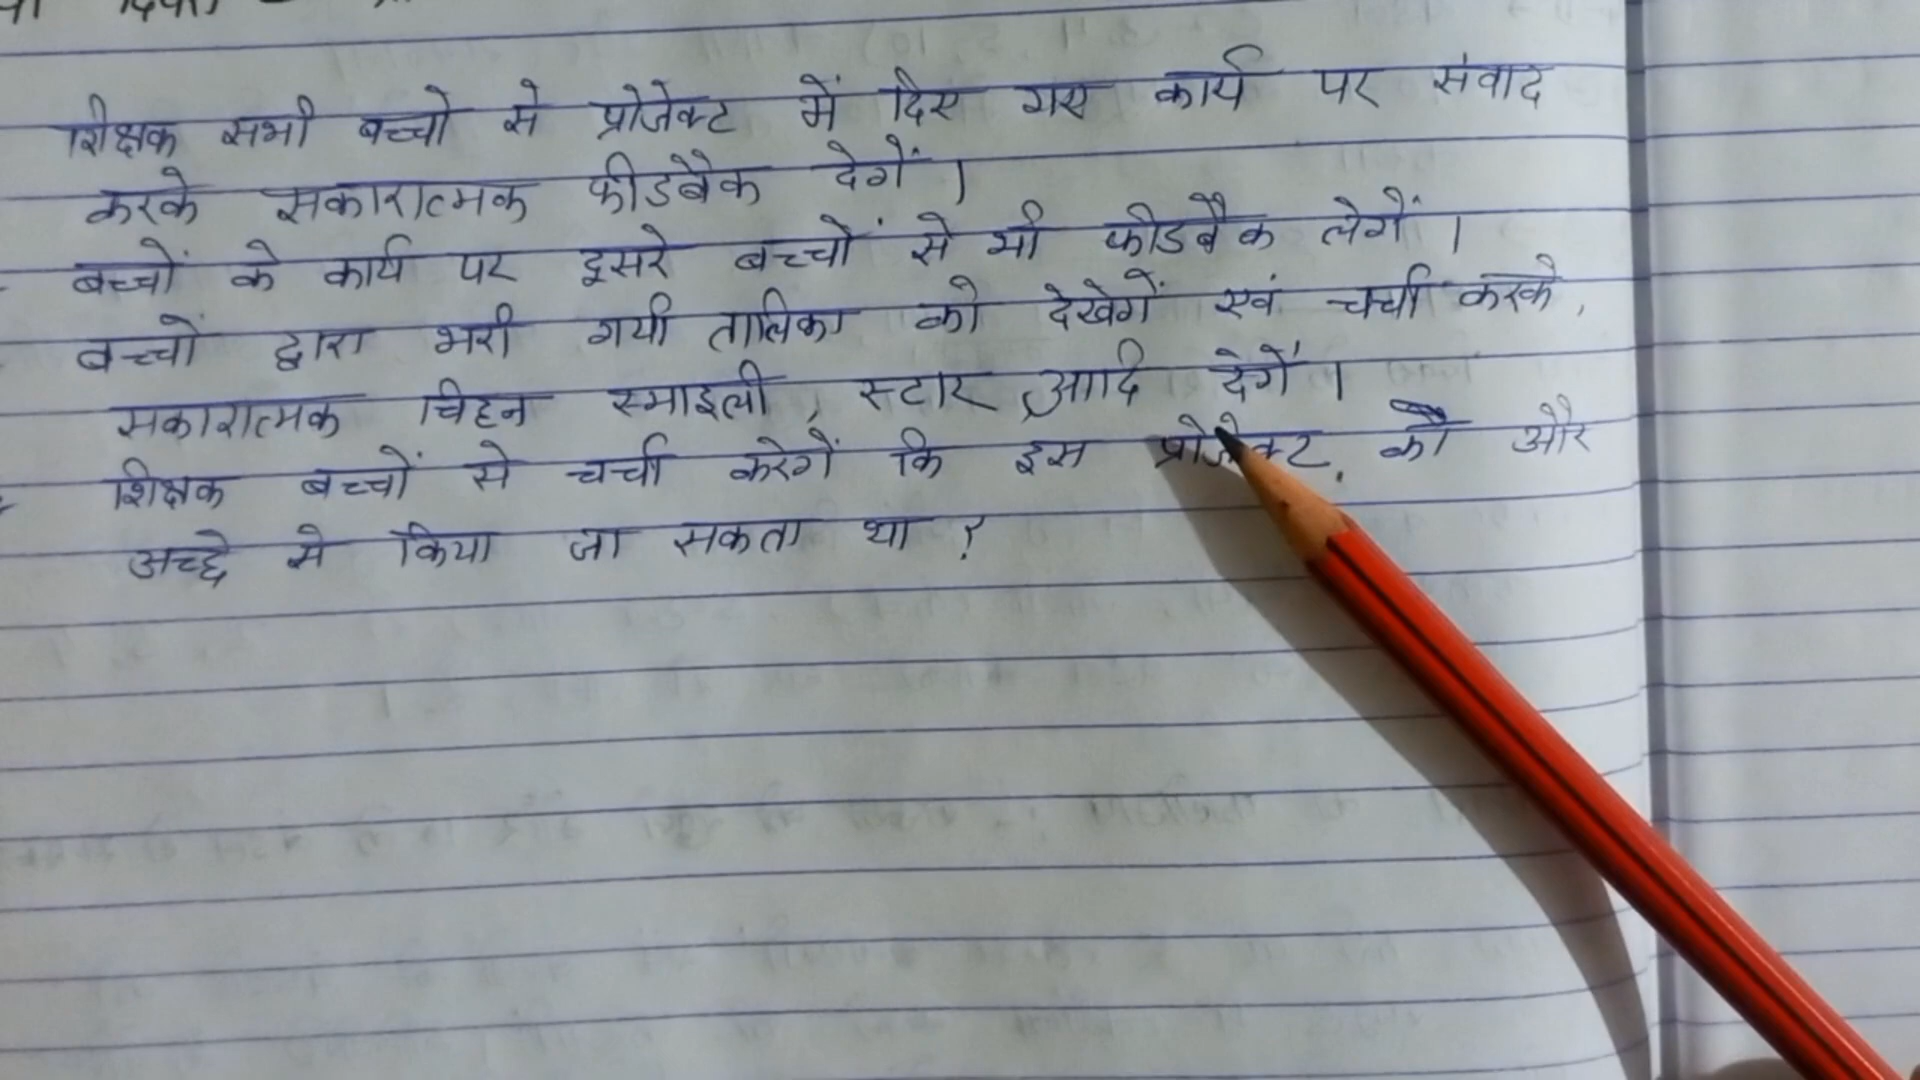 शिक्षक सभी बच्चो से प्रोजेक्ट में दिए गए कार्य पर संवाद
करके सकारात्मक फीडबैक देगें।
बच्चों के कार्य पर दूसरे बच्चों से भी फीडबैक लेगें।
बच्चों द्वारा भरी गयी तालिका को देखेगें एवं चर्चा करके,
सकारात्मक चिह्न स्माइली, स्टार, आदि देगें।
शिक्षक बच्चों से चर्चा करेगें कि इस प्रोजेक्ट को और
अच्छे से किया जा सकता था?